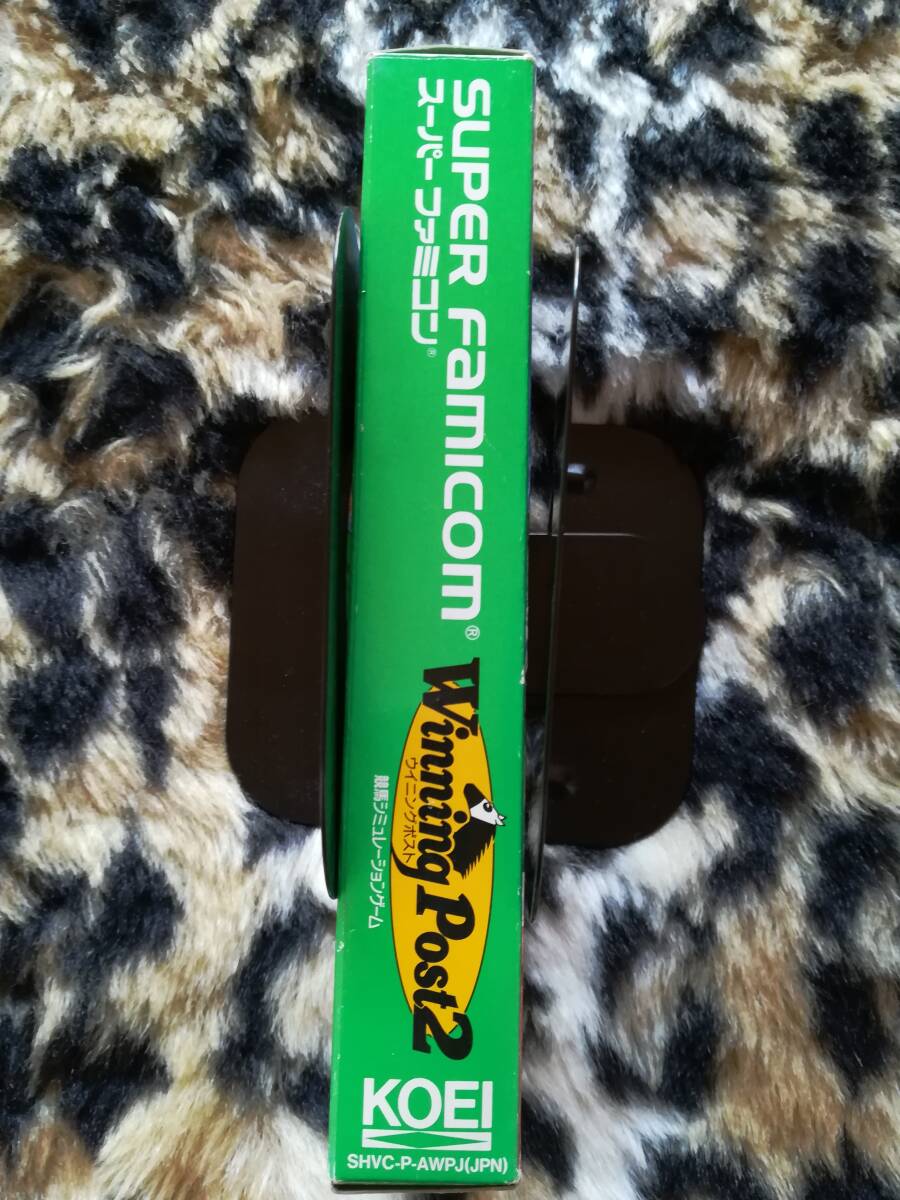 SUPER FAMICOM®
スーパーファミコン®
Winning Post2
ウイニングポスト
競馬シミュレーションゲーム
KOEI
SHVC-P-AWPJ(JPN)